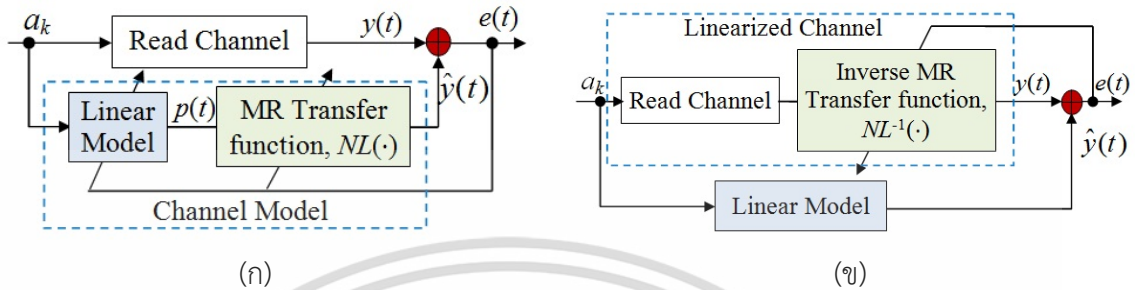 a_k
Read Channel
y(t)
e(t)
Linear
Model
p(t)
MR Transfer
function, NL(·)
ŷ(t)
Channel Model
(ก)
Linearized Channel
a_k
Read Channel
Inverse MR
Transfer function,
NL⁻¹(·)
y(t)
e(t)
ŷ(t)
Linear Model
(ข)